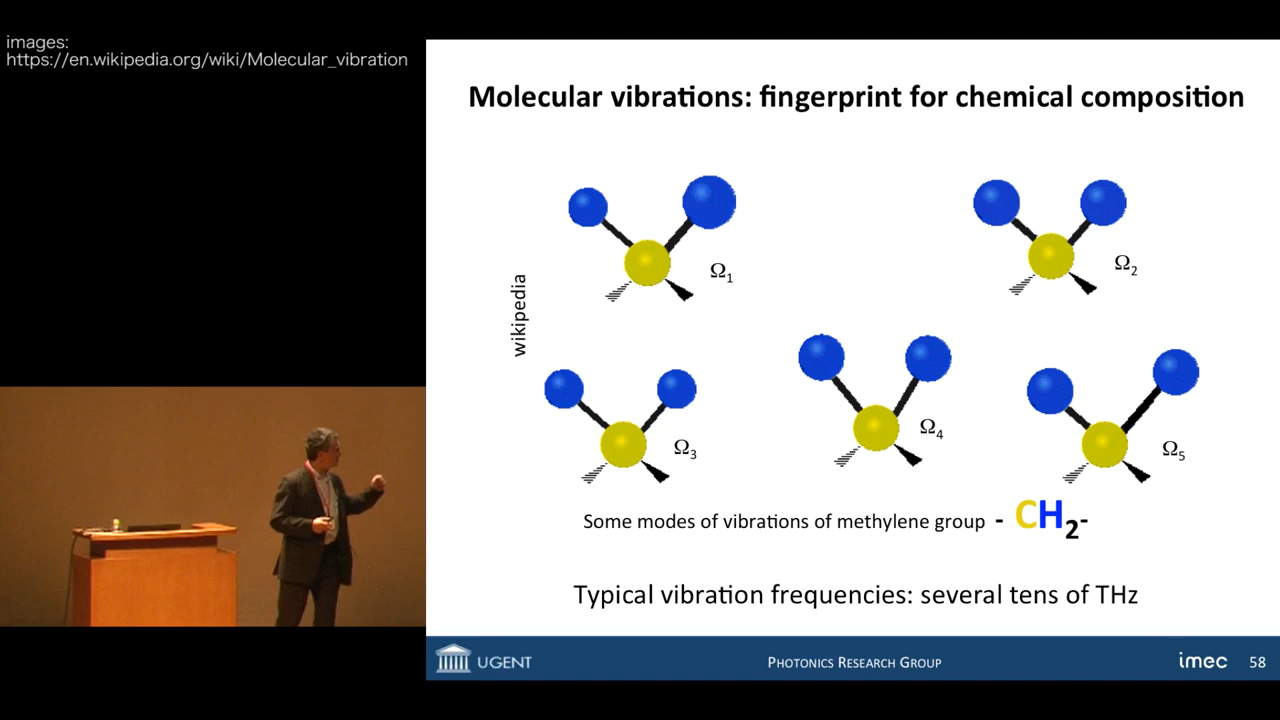 images:
https://en.wikipedia.org/wiki/Molecular_vibration
Molecular vibrations: fingerprint for chemical composition
Ω1
Ω2
wikipedia
Ω3
Ω4
Ω5
Some modes of vibrations of methylene group - CH2-
Typical vibration frequencies: several tens of THz
UGENT
PHOTONICS RESEARCH GROUP
imec
58